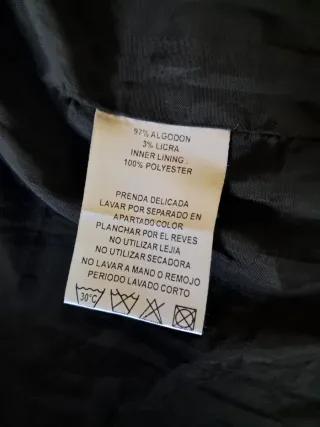 97% ALGODON
3% LICRA
INNER LINING .
100% POLYESTER
PRENDA DELICADA
LAVAR POR SEPARADO EN
APARTADO COLOR
PLANCHAR POR EL REVES
NO UTILIZAR LEJIA
NO UTILIZAR SECADORA
NO LAVAR A MANO O REMOJO
PERIODO LAVADO CORTO
30°C